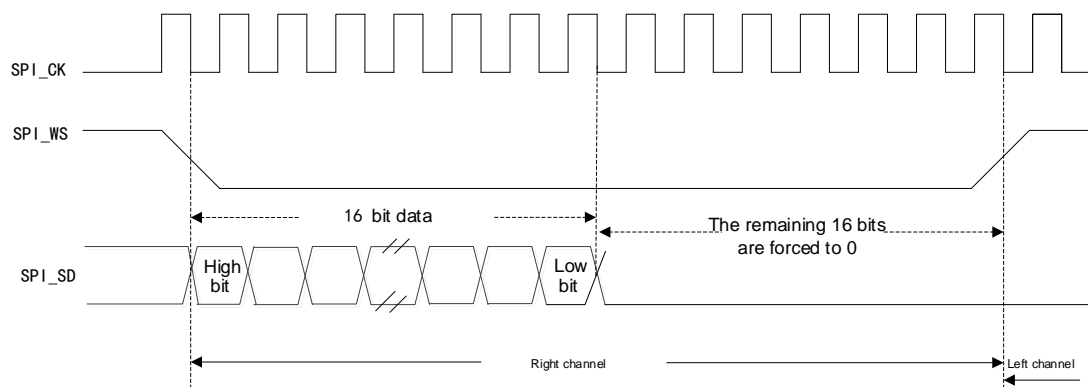 SPI_CK
SPI_WS
16 bit data
The remaining 16 bits
are forced to 0
SPI_SD
High
bit
Low
bit
Right channel
Left channel